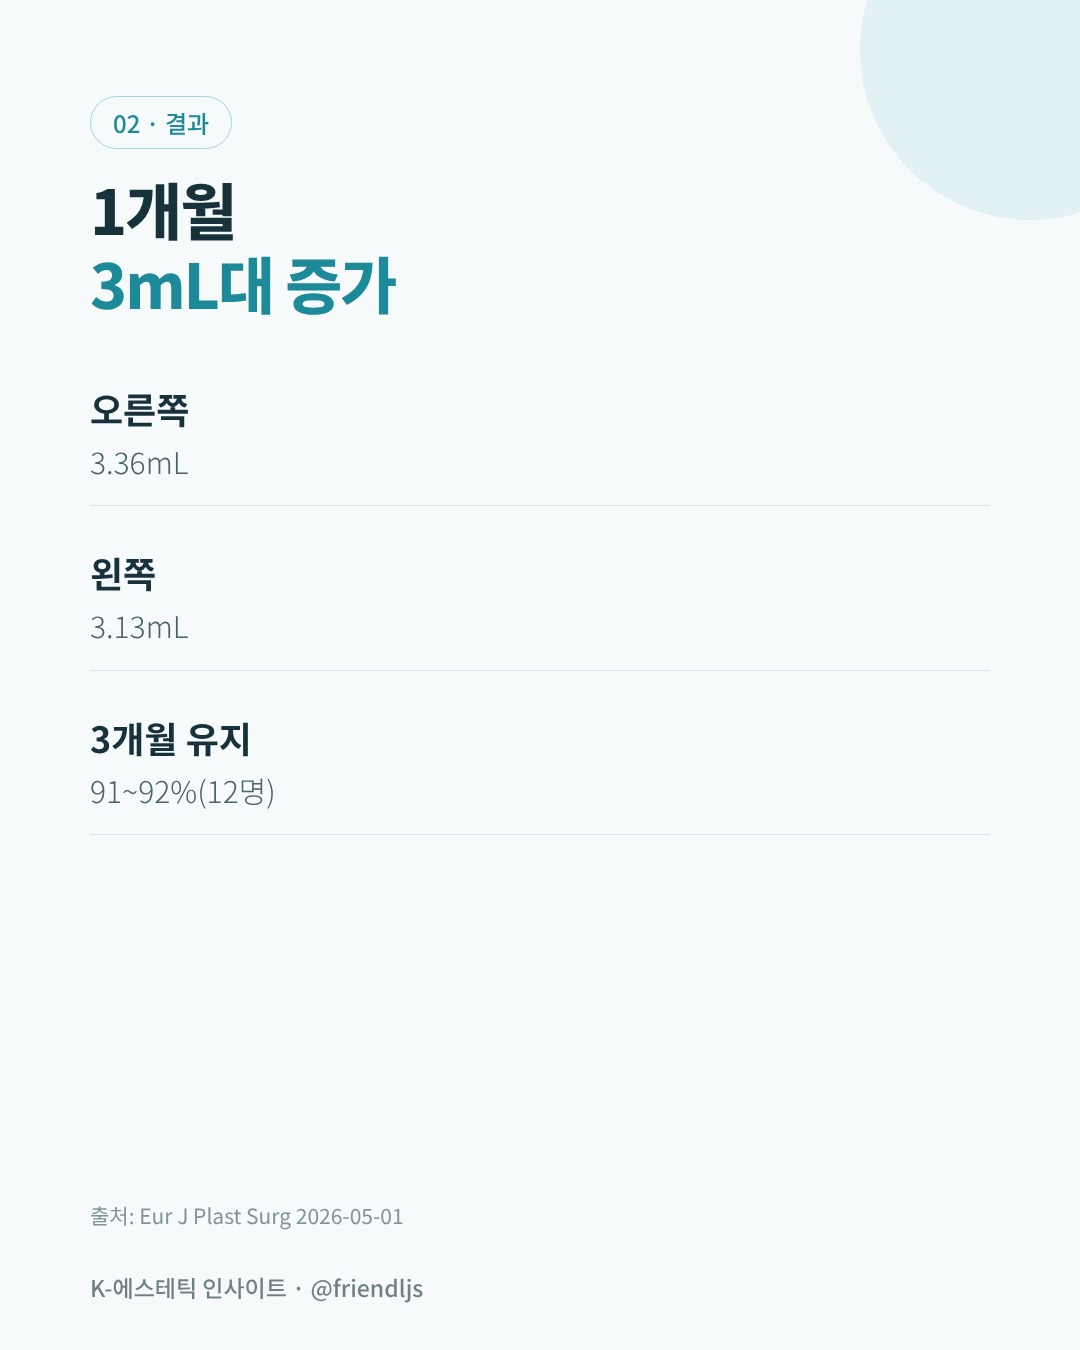 02 · 결과
1개월
3mL대 증가
오른쪽
3.36mL
왼쪽
3.13mL
3개월 유지
91~92%(12명)
출처: Eur J Plast Surg 2026-05-01
K-에스테틱 인사이트 · @friendljs